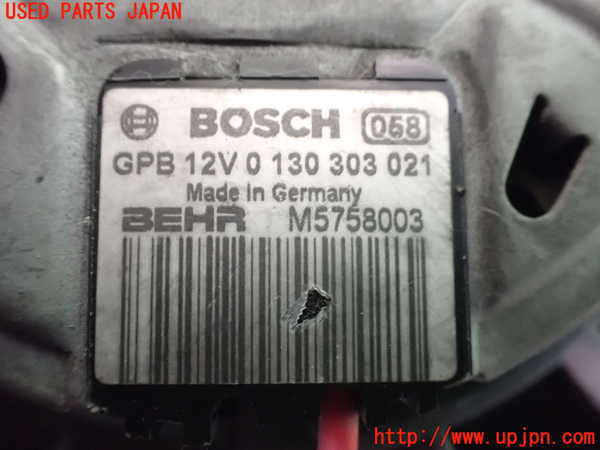 USED PARTS JAPAN
BOSCH 058
GPB 12V 0 130 303 021
Made in Germany
BEHR M5758003
http://www.upjpn.com